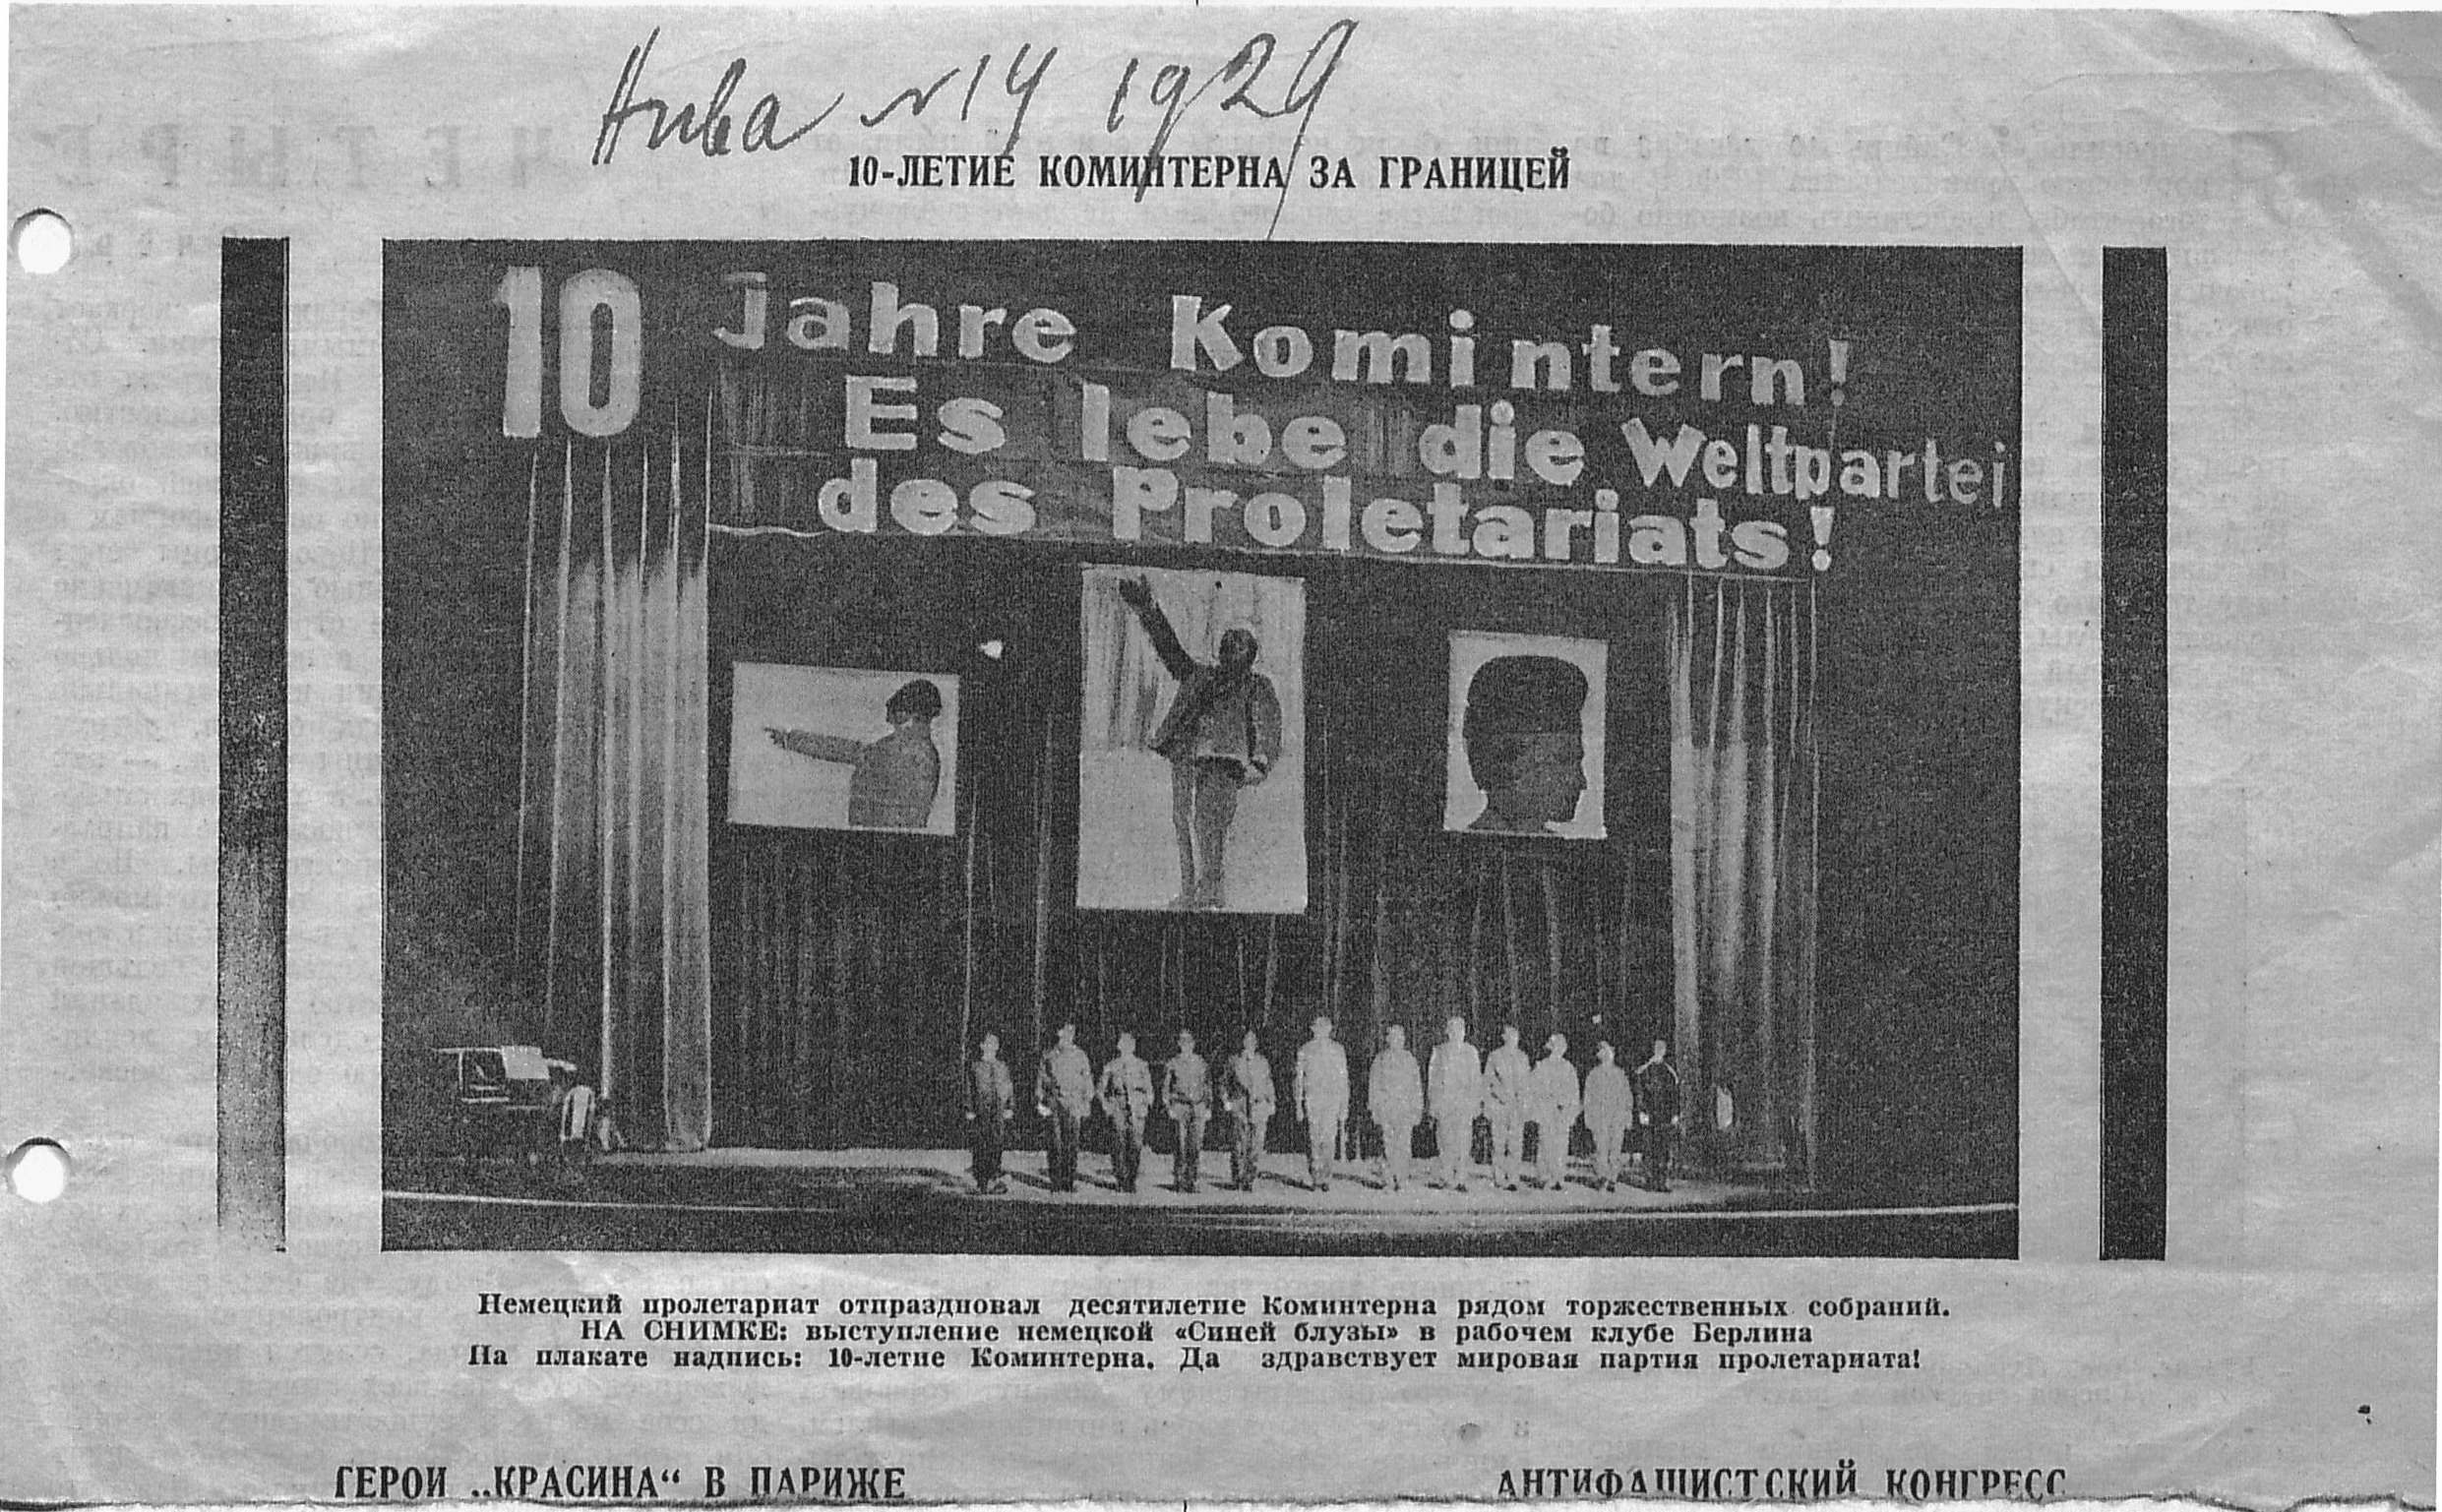 Нива №14 1929
10-ЛЕТИЕ КОМИНТЕРНА ЗА ГРАНИЦЕЙ
10 Jahre Komintern!
Es lebe die Weltpartei
des Proletariats!
Немецкий пролетариат отпраздновал десятилетие Коминтерна рядом торжественных собраний.
НА СНИМКЕ: выступление немецкой «Синей блузы» в рабочем клубе Берлина
На плакате надпись: 10-летие Коминтерна. Да здравствует мировая партия пролетариата!
ГЕРОИ „КРАСИНА“ В ПАРИЖЕ
АНТИФАШИСТСКИЙ КОНГРЕСС